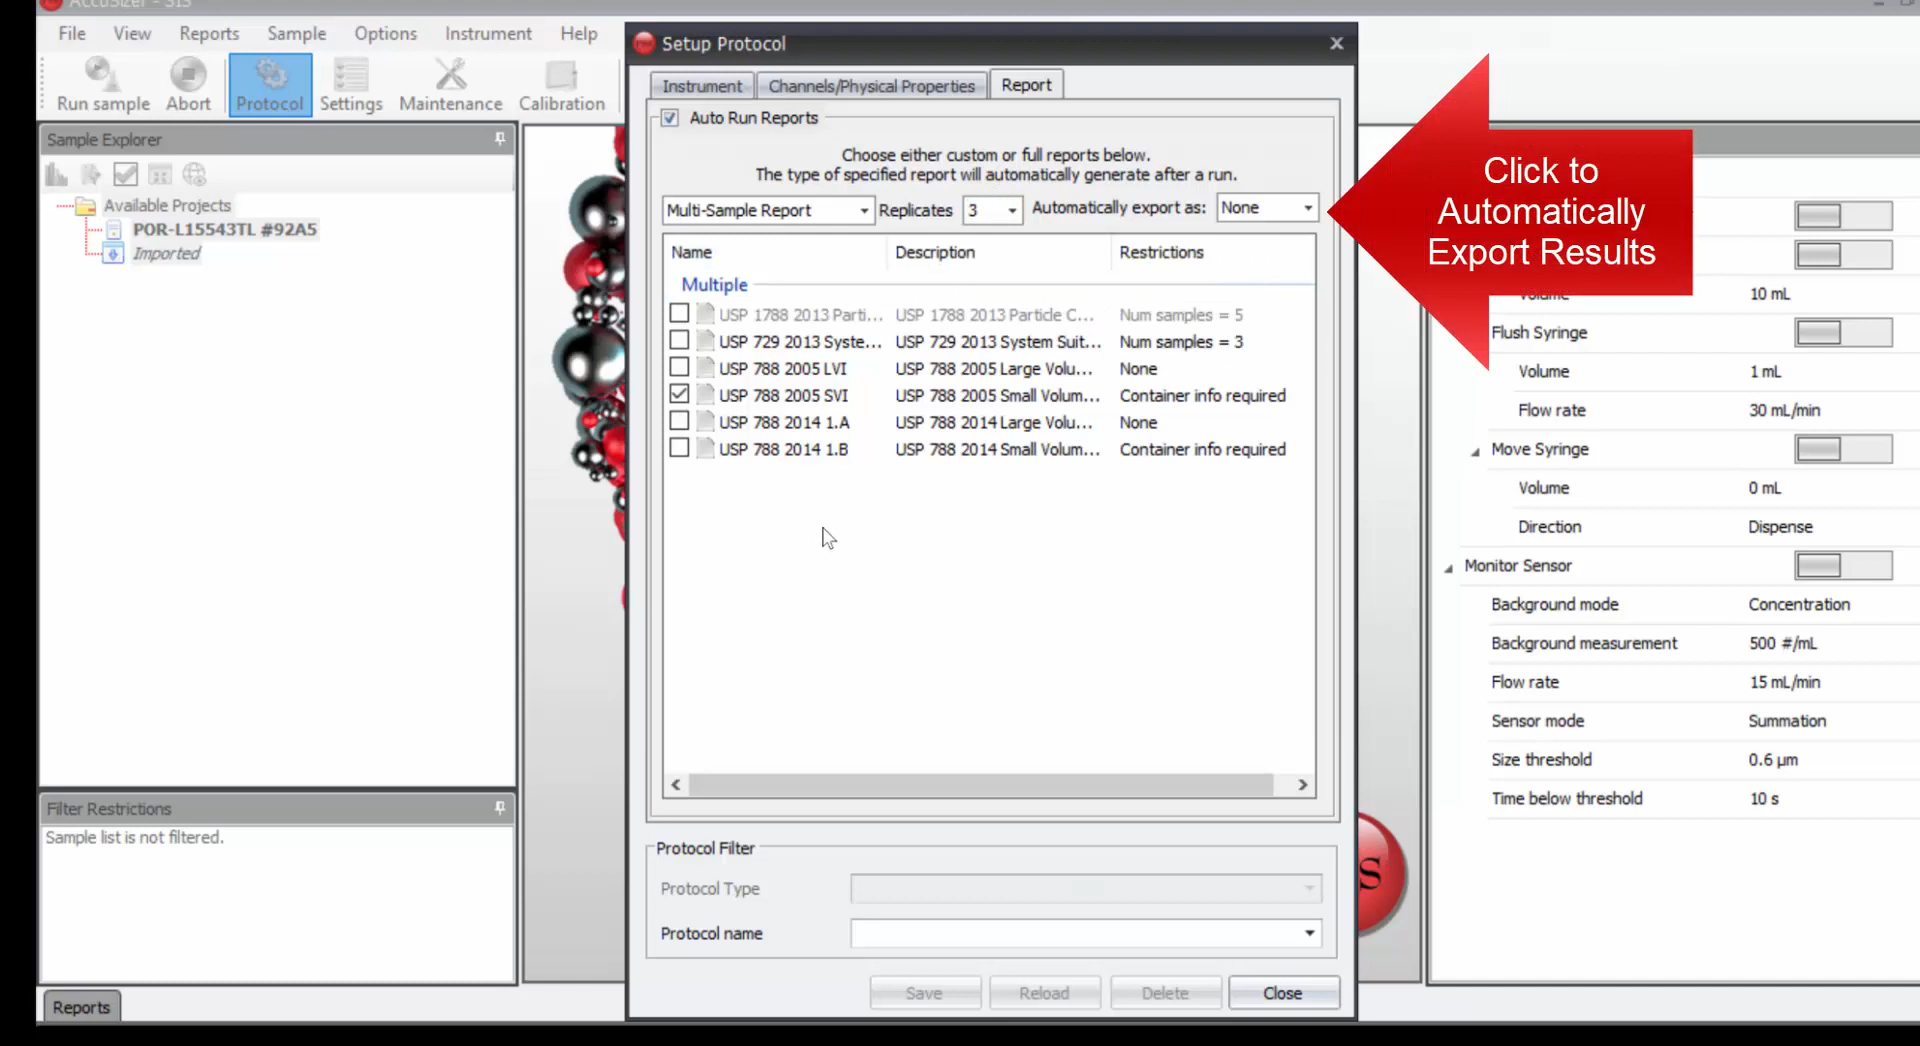 AccuSizer - SIS
File View Reports Sample Options Instrument Help
Run sample Abort Protocol Settings Maintenance Calibration
Sample Explorer
Available Projects
POR-L15543TL #92A5
Imported
Filter Restrictions
Sample list is not filtered.
Reports
Setup Protocol
Instrument Channels/Physical Properties Report
Auto Run Reports
Choose either custom or full reports below.
The type of specified report will automatically generate after a run.
Multi-Sample Report Replicates 3 Automatically export as: None
Name Description Restrictions
Multiple
USP 1788 2013 Parti... USP 1788 2013 Particle C... Num samples = 5
USP 729 2013 Syste... USP 729 2013 System Suit... Num samples = 3
USP 788 2005 LVI USP 788 2005 Large Volu... None
USP 788 2005 SVI USP 788 2005 Small Volum... Container info required
USP 788 2014 1.A USP 788 2014 Large Volu... None
USP 788 2014 1.B USP 788 2014 Small Volum... Container info required
Protocol Filter
Protocol Type
Protocol name
Save Reload Delete Close
Click to
Automatically
Export Results
S
Volume 10 mL
Flush Syringe
Volume 1 mL
Flow rate 30 mL/min
Move Syringe
Volume 0 mL
Direction Dispense
Monitor Sensor
Background mode Concentration
Background measurement 500 #/mL
Flow rate 15 mL/min
Sensor mode Summation
Size threshold 0.6 µm
Time below threshold 10 s